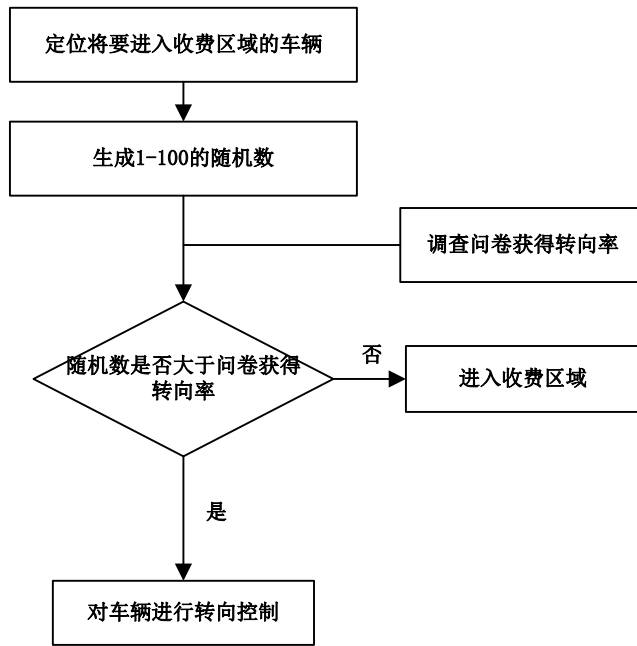 定位将要进入收费区域的车辆
生成1-100的随机数
调查问卷获得转向率
随机数是否大于问卷获得
转向率
否
进入收费区域
是
对车辆进行转向控制